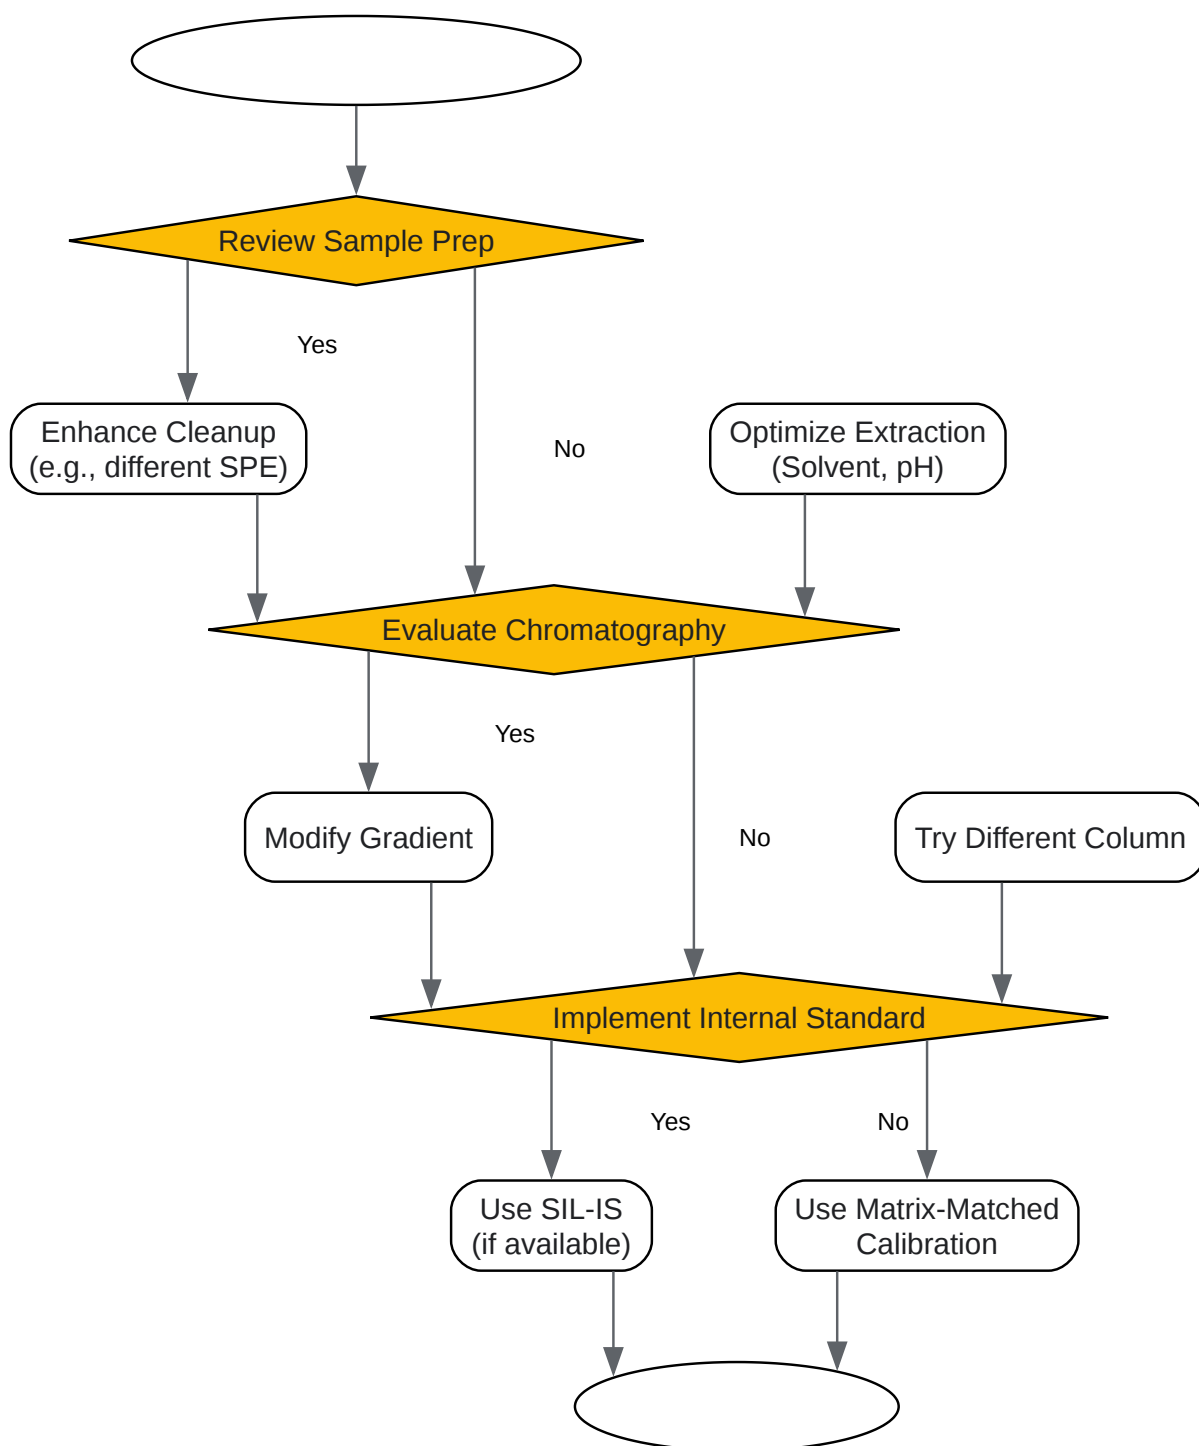 Review Sample Prep
Yes
Enhance Cleanup
(e.g., different SPE)
No
Optimize Extraction
(Solvent, pH)
Evaluate Chromatography
Yes
Modify Gradient
No
Try Different Column
Implement Internal Standard
Yes
No
Use SIL-IS
(if available)
Use Matrix-Matched
Calibration